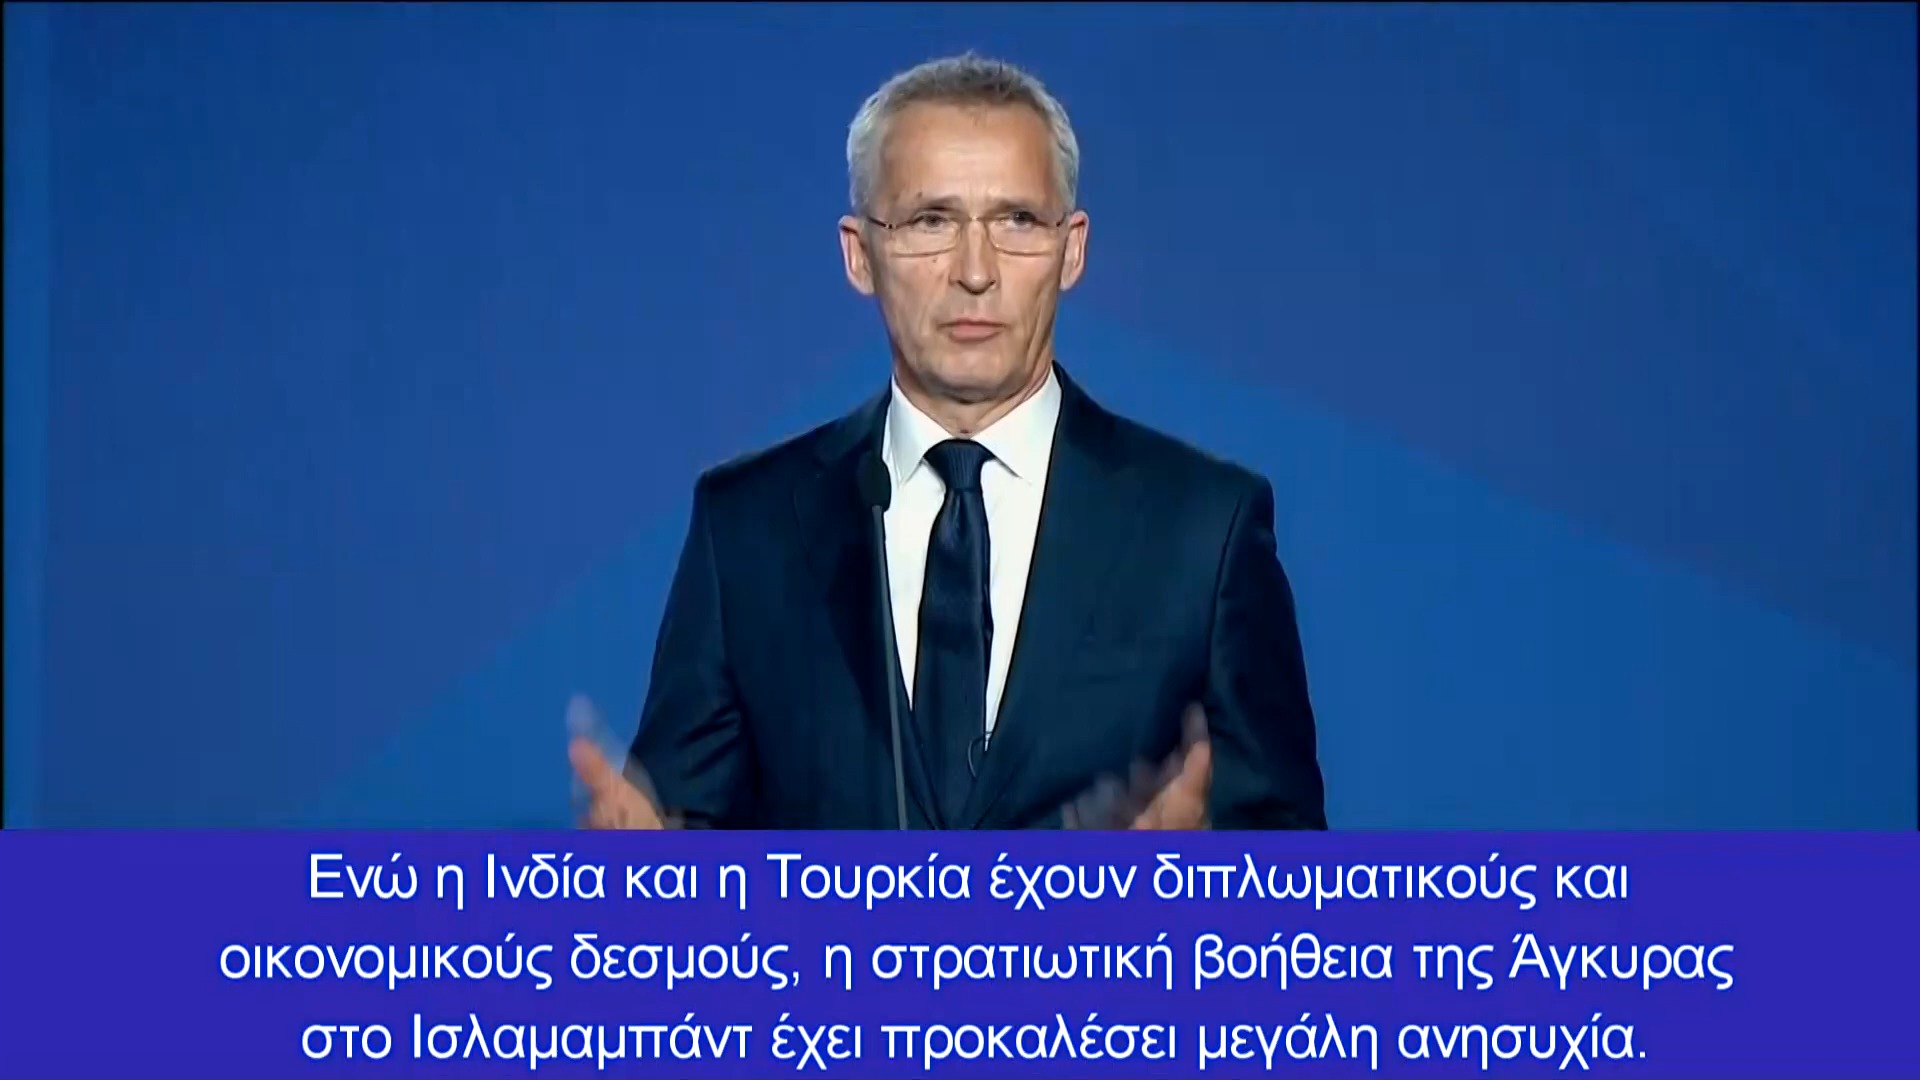 Ενώ η Ινδία και η Τουρκία έχουν διπλωματικούς και
οικονομικούς δεσμούς, η στρατιωτική βοήθεια της Άγκυρας
στο Ισλαμαμπάντ έχει προκαλέσει μεγάλη ανησυχία.